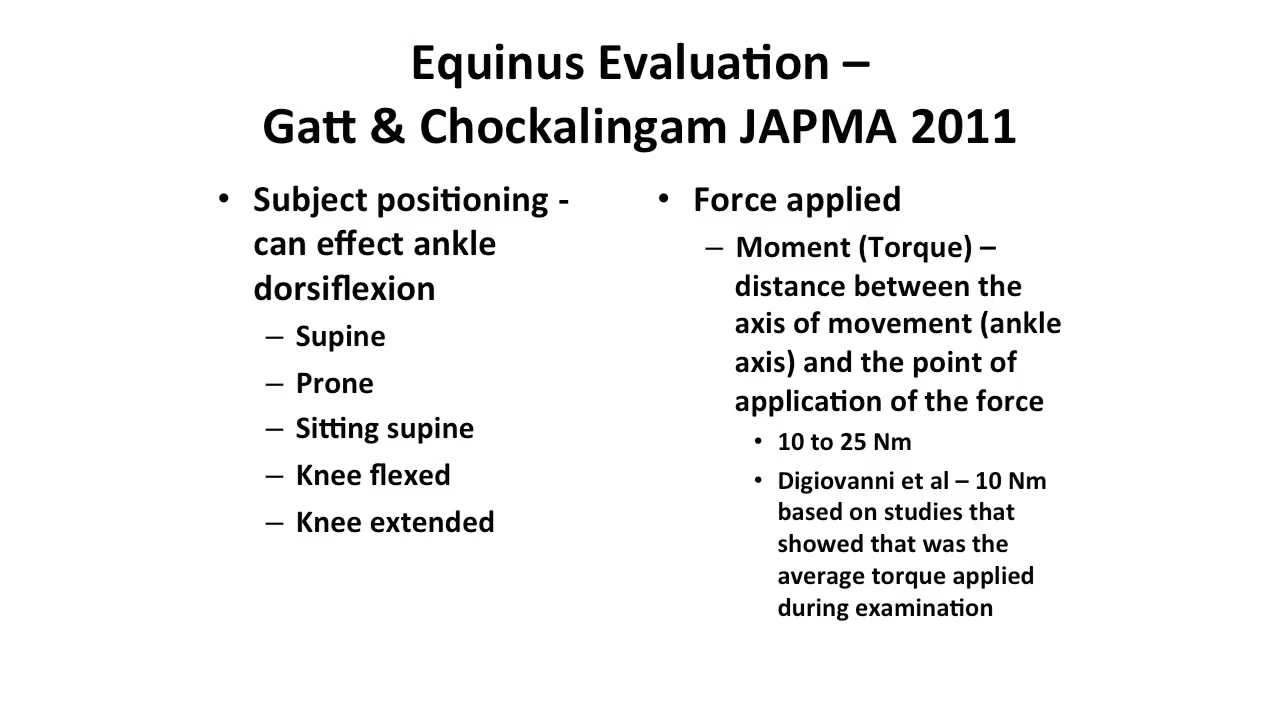 Equinus Evaluation –
Gatt & Chockalingam JAPMA 2011
• Subject positioning -
can effect ankle
dorsiflexion
– Supine
– Prone
– Sitting supine
– Knee flexed
– Knee extended
• Force applied
– Moment (Torque) –
distance between the
axis of movement (ankle
axis) and the point of
application of the force
• 10 to 25 Nm
• Digiovanni et al – 10 Nm
based on studies that
showed that was the
average torque applied
during examination